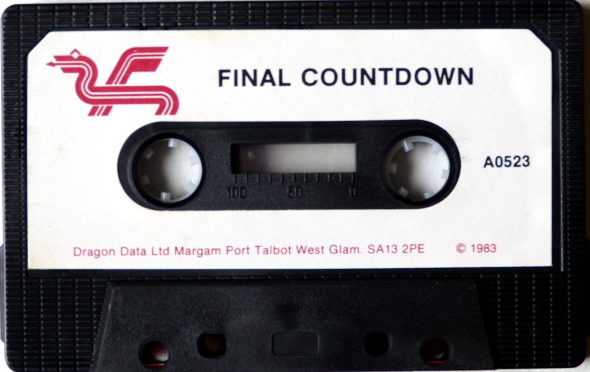 FINAL COUNTDOWN
A0523
100 50 0
Dragon Data Ltd Margam Port Talbot West Glam. SA13 2PE © 1983